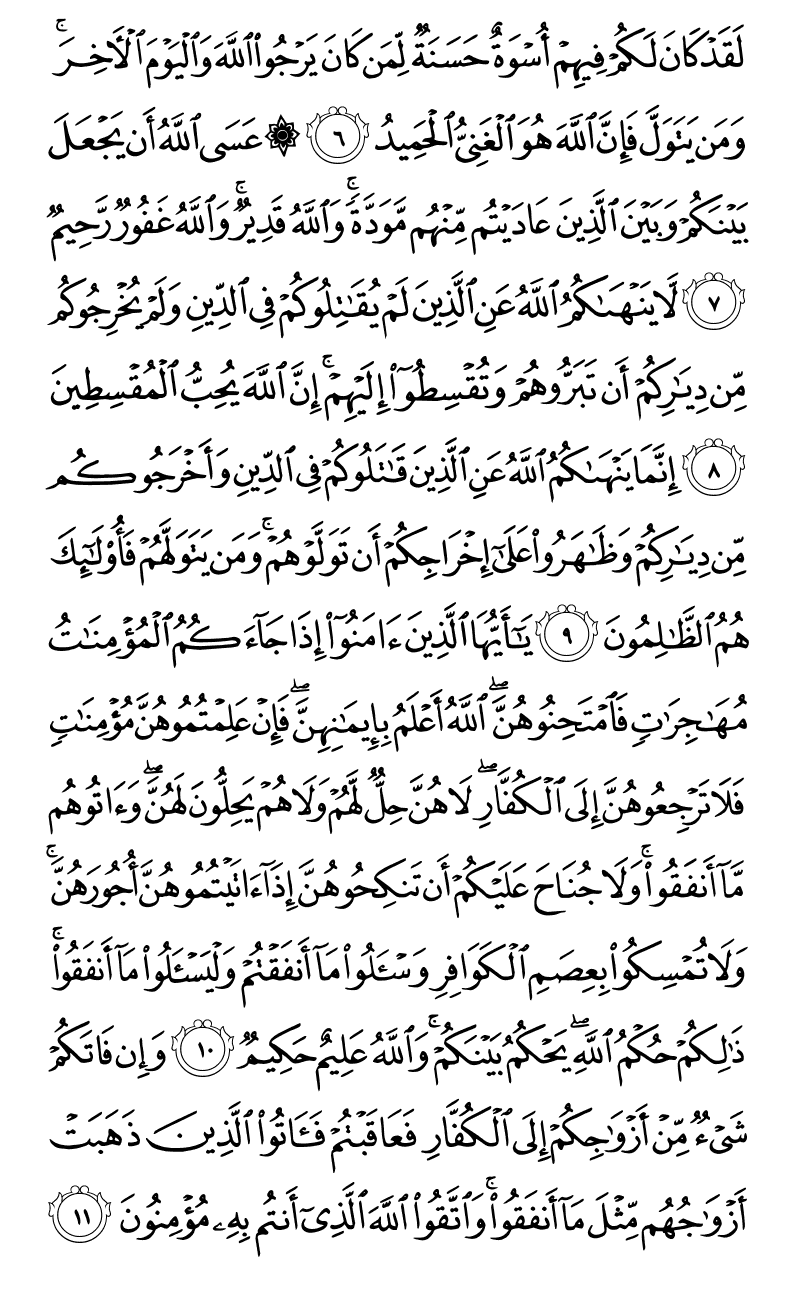 لَقَدْ كَانَ لَكُمْ فِيهِمْ أُسْوَةٌ حَسَنَةٌ لِّمَن كَانَ يَرْجُوا۟ ٱللَّهَ وَٱلْيَوْمَ ٱلْـَٔاخِرَ ۚ
وَمَن يَتَوَلَّ فَإِنَّ ٱللَّهَ هُوَ ٱلْغَنِىُّ ٱلْحَمِيدُ ٦ ۞ عَسَى ٱللَّهُ أَن يَجْعَلَ
بَيْنَكُمْ وَبَيْنَ ٱلَّذِينَ عَادَيْتُم مِّنْهُم مَّوَدَّةً ۚ وَٱللَّهُ قَدِيرٌ ۚ وَٱللَّهُ غَفُورٌ رَّحِيمٌ
٧ لَّا يَنْهَىٰكُمُ ٱللَّهُ عَنِ ٱلَّذِينَ لَمْ يُقَـٰتِلُوكُمْ فِى ٱلدِّينِ وَلَمْ يُخْرِجُوكُم
مِّن دِيَـٰرِكُمْ أَن تَبَرُّوهُمْ وَتُقْسِطُوٓا۟ إِلَيْهِمْ ۚ إِنَّ ٱللَّهَ يُحِبُّ ٱلْمُقْسِطِينَ
٨ إِنَّمَا يَنْهَىٰكُمُ ٱللَّهُ عَنِ ٱلَّذِينَ قَـٰتَلُوكُمْ فِى ٱلدِّينِ وَأَخْرَجُوكُم
مِّن دِيَـٰرِكُمْ وَظَـٰهَرُوا۟ عَلَىٰٓ إِخْرَاجِكُمْ أَن تَوَلَّوْهُمْ ۚ وَمَن يَتَوَلَّهُمْ فَأُو۟لَـٰٓئِكَ
هُمُ ٱلظَّـٰلِمُونَ ٩ يَـٰٓأَيُّهَا ٱلَّذِينَ ءَامَنُوٓا۟ إِذَا جَآءَكُمُ ٱلْمُؤْمِنَـٰتُ
مُهَـٰجِرَٰتٍ فَٱمْتَحِنُوهُنَّ ۖ ٱللَّهُ أَعْلَمُ بِإِيمَـٰنِهِنَّ ۖ فَإِنْ عَلِمْتُمُوهُنَّ مُؤْمِنَـٰتٍ
فَلَا تَرْجِعُوهُنَّ إِلَى ٱلْكُفَّارِ ۖ لَا هُنَّ حِلٌّ لَّهُمْ وَلَا هُمْ يَحِلُّونَ لَهُنَّ ۖ وَءَاتُوهُم
مَّآ أَنفَقُوا۟ ۚ وَلَا جُنَاحَ عَلَيْكُمْ أَن تَنكِحُوهُنَّ إِذَآ ءَاتَيْتُمُوهُنَّ أُجُورَهُنَّ ۚ
وَلَا تُمْسِكُوا۟ بِعِصَمِ ٱلْكَوَافِرِ وَسْـَٔلُوا۟ مَآ أَنفَقْتُمْ وَلْيَسْـَٔلُوا۟ مَآ أَنفَقُوا۟ ۚ
ذَٰلِكُمْ حُكْمُ ٱللَّهِ ۖ يَحْكُمُ بَيْنَكُمْ ۚ وَٱللَّهُ عَلِيمٌ حَكِيمٌ ١٠ وَإِن فَاتَكُمْ
شَىْءٌ مِّنْ أَزْوَٰجِكُمْ إِلَى ٱلْكُفَّارِ فَعَاقَبْتُمْ فَـَٔاتُوا۟ ٱلَّذِينَ ذَهَبَتْ
أَزْوَٰجُهُم مِّثْلَ مَآ أَنفَقُوا۟ ۚ وَٱتَّقُوا۟ ٱللَّهَ ٱلَّذِىٓ أَنتُم بِهِۦ مُؤْمِنُونَ ١١